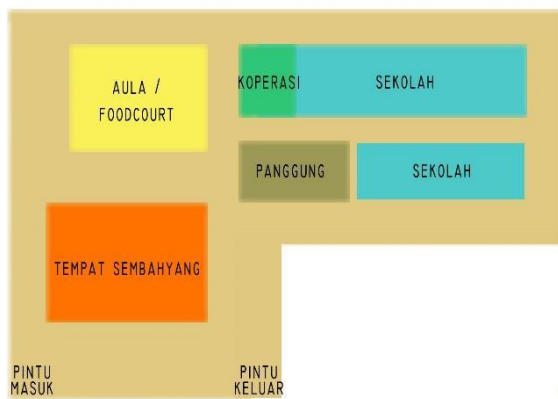 AULA /
FOODCOURT
KOPERASI
SEKOLAH
PANGGUNG
SEKOLAH
TEMPAT SEMBAHYANG
PINTU
MASUK
PINTU
KELUAR